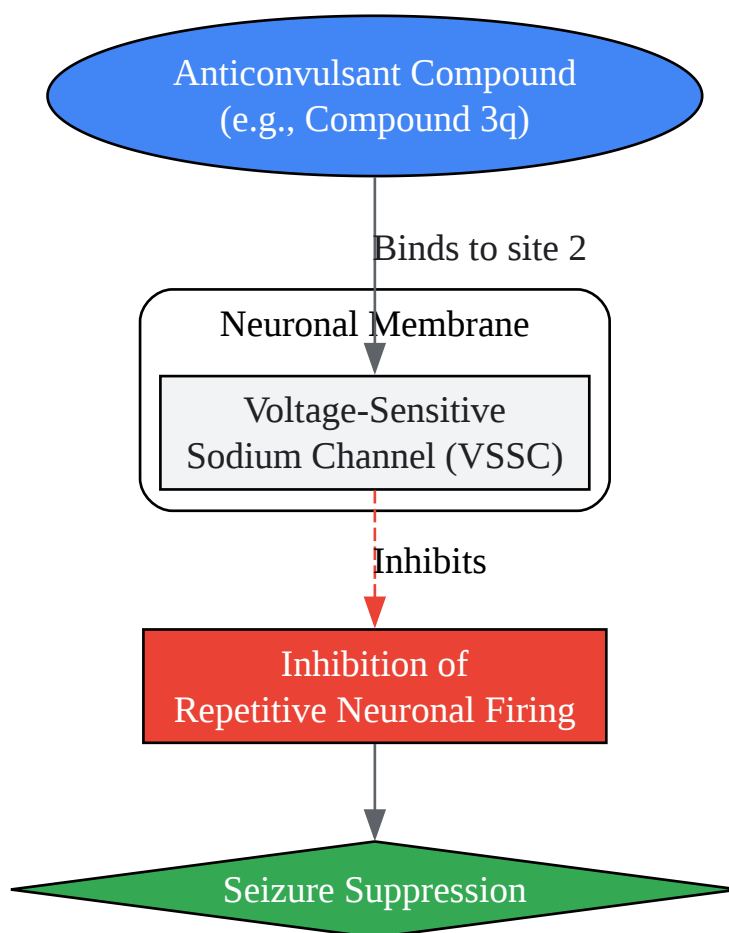 Anticonvulsant Compound
(e.g., Compound 3q)
Binds to site 2
Neuronal Membrane
Voltage-Sensitive
Sodium Channel (VSSC)
Inhibits
Inhibition of
Repetitive Neuronal Firing
Seizure Suppression